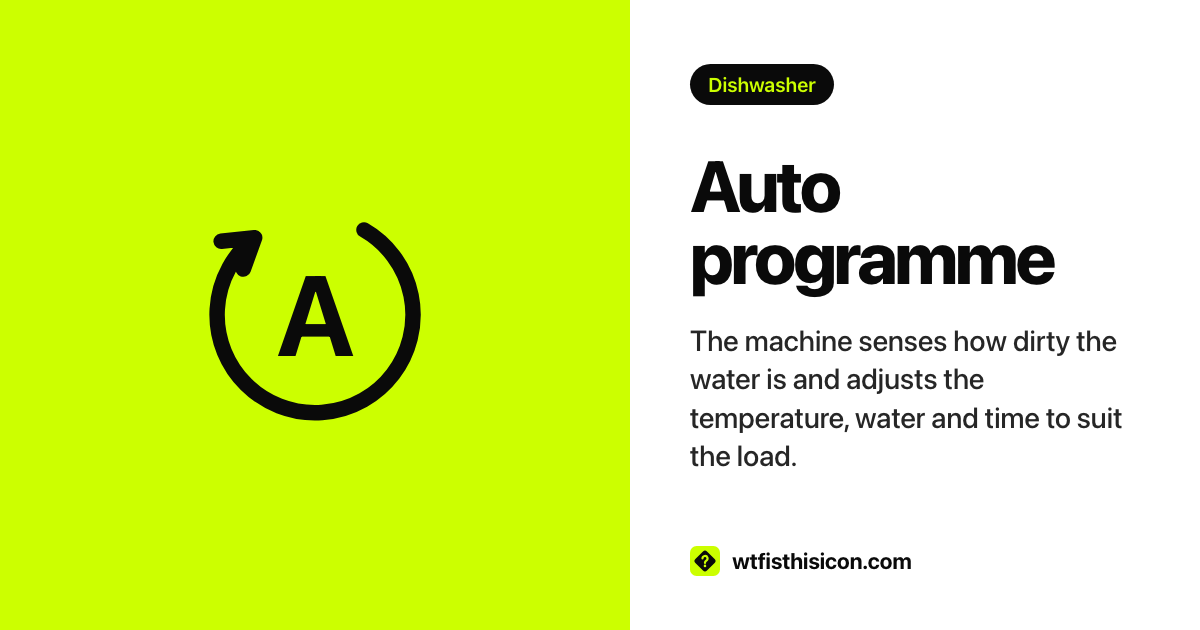 A
Dishwasher
Auto
programme
The machine senses how dirty the
water is and adjusts the
temperature, water and time to suit
the load.
?
wtfisthisicon.com